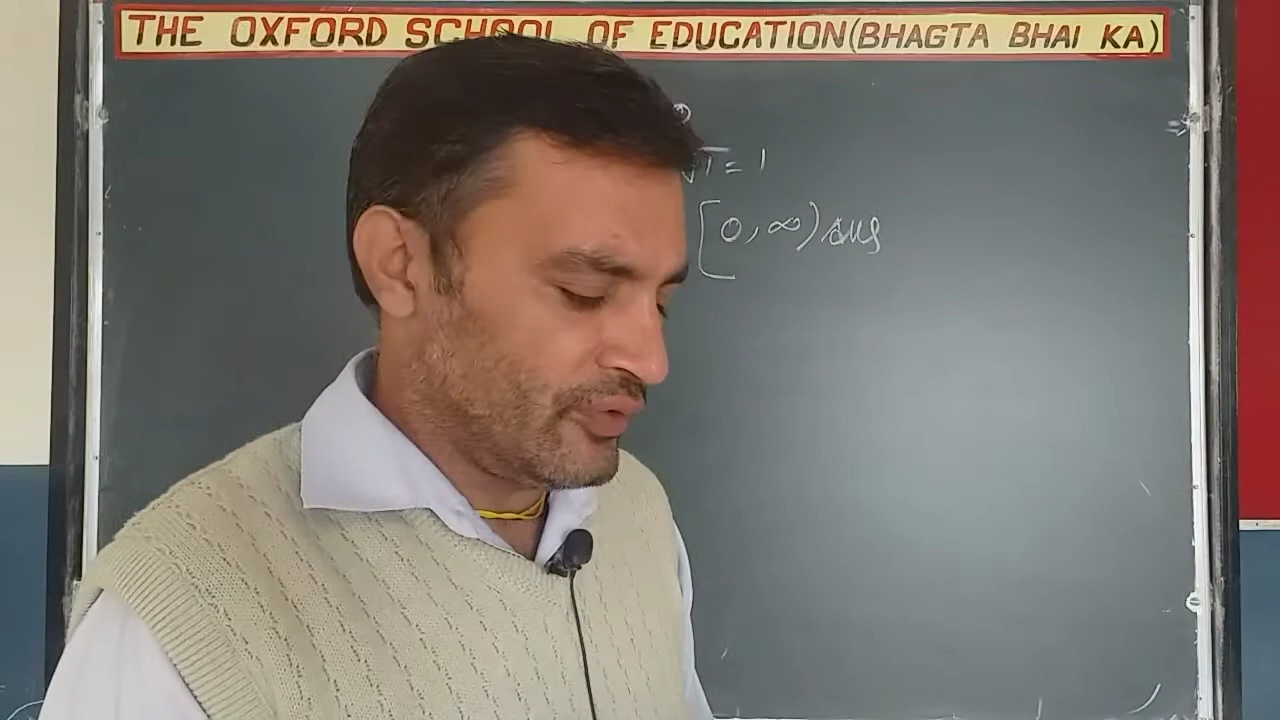 THE OXFORD SCHOOL OF EDUCATION(BHAGTA BHAI KA)
√1 = 1
[0, ∞) ans